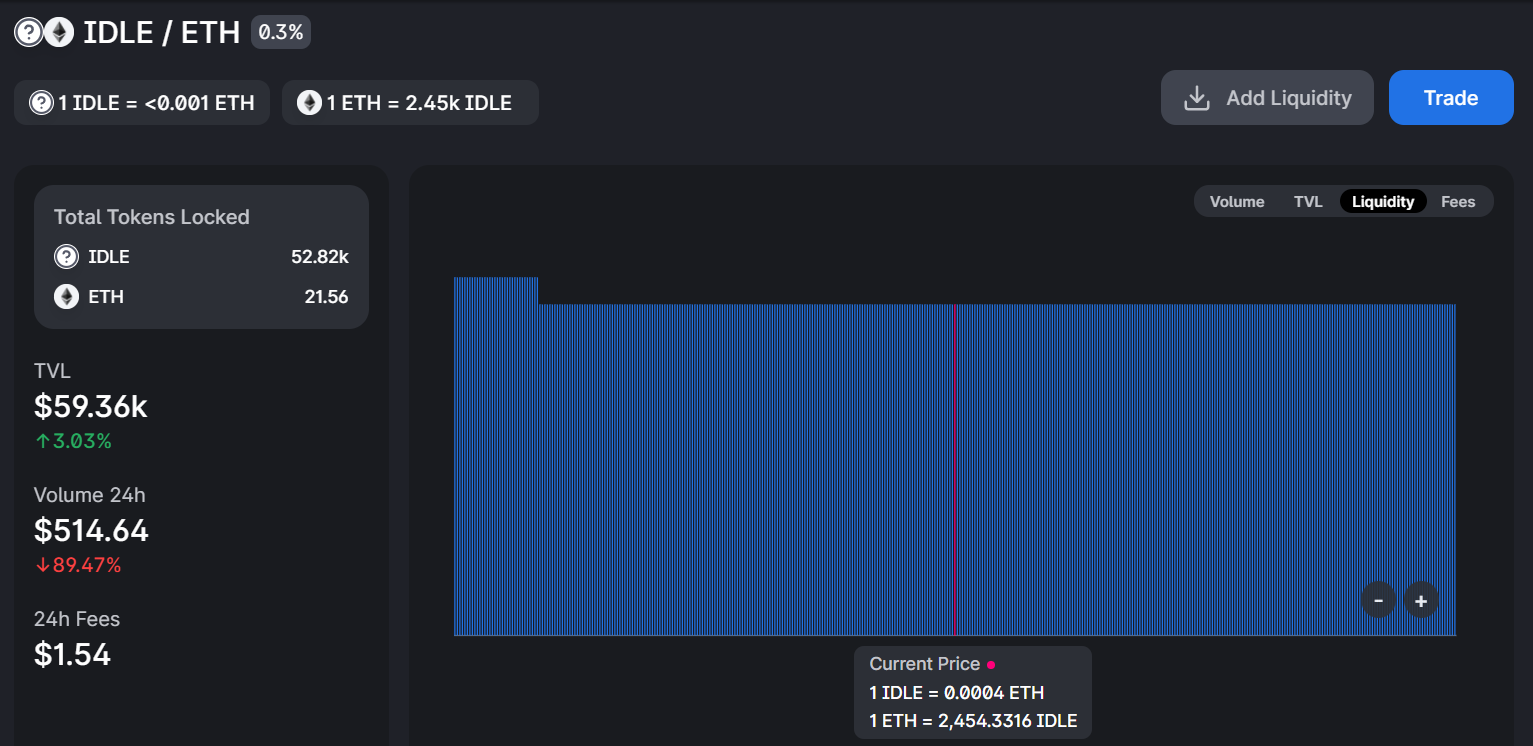 IDLE / ETH 0.3%
1 IDLE = <0.001 ETH 1 ETH = 2.45k IDLE
Add Liquidity Trade
Total Tokens Locked
IDLE 52.82k
ETH 21.56
TVL
$59.36k
↑3.03%
Volume 24h
$514.64
↓89.47%
24h Fees
$1.54
Volume TVL Liquidity Fees
- +
Current Price
1 IDLE = 0.0004 ETH
1 ETH = 2,454.3316 IDLE